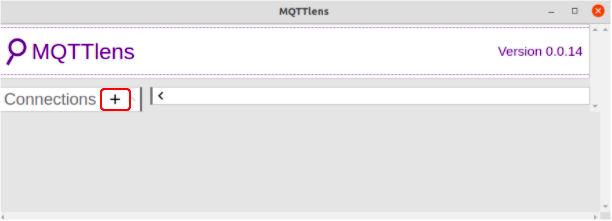 MQTTlens
MQTTlens
Version 0.0.14
Connections +
<